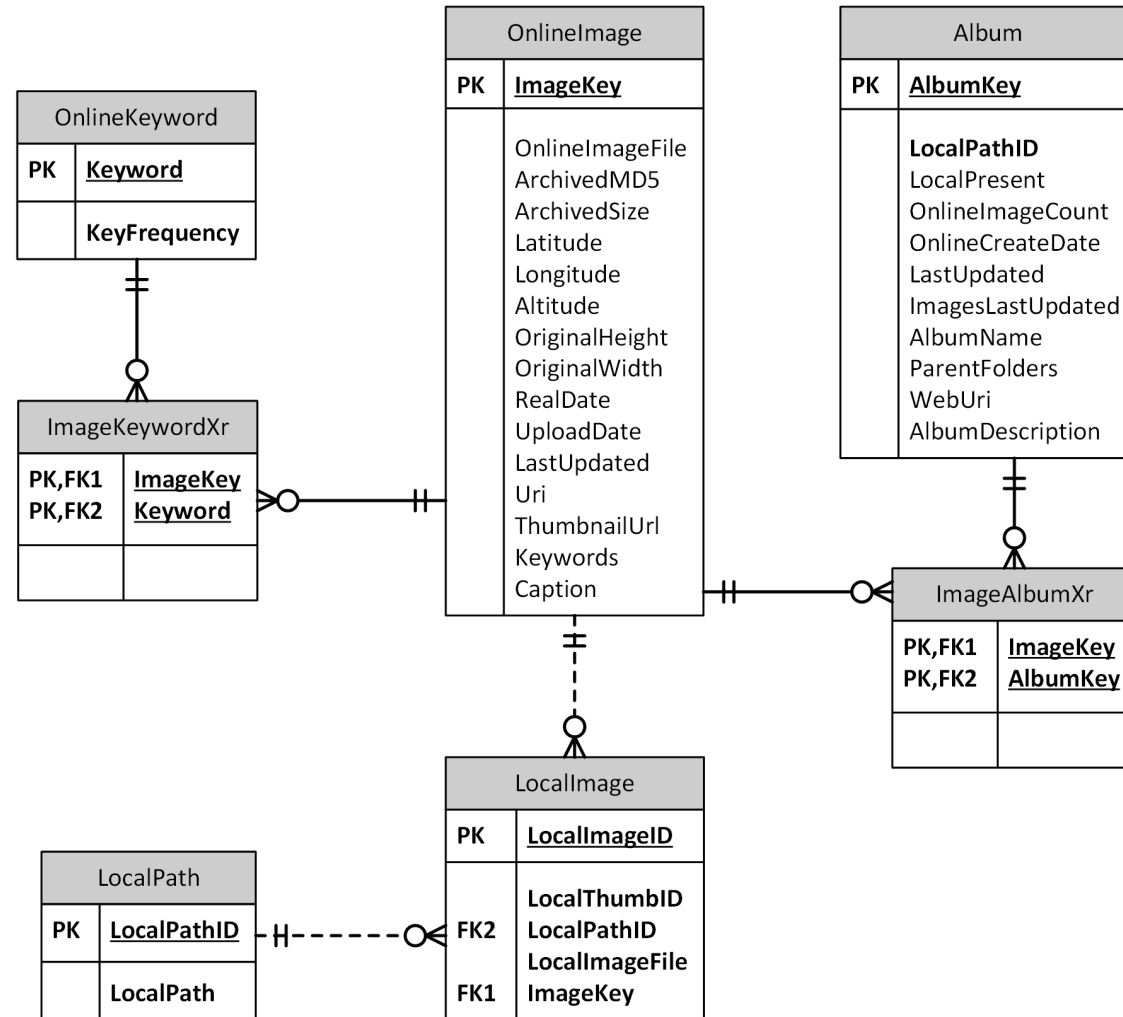 OnlineImage
PK ImageKey
OnlineImageFile
ArchivedMD5
ArchivedSize
Latitude
Longitude
Altitude
OriginalHeight
OriginalWidth
RealDate
UploadDate
LastUpdated
Uri
ThumbnailUrl
Keywords
Caption
Album
PK AlbumKey
LocalPathID
LocalPresent
OnlineImageCount
OnlineCreateDate
LastUpdated
ImagesLastUpdated
AlbumName
ParentFolders
WebUri
AlbumDescription
OnlineKeyword
PK Keyword
KeyFrequency
ImageKeywordXr
PK,FK1 ImageKey
PK,FK2 Keyword
ImageAlbumXr
PK,FK1 ImageKey
PK,FK2 AlbumKey
LocalImage
PK LocalImageID
LocalThumbID
FK2 LocalPathID
LocalImageFile
FK1 ImageKey
LocalPath
PK LocalPathID
LocalPath